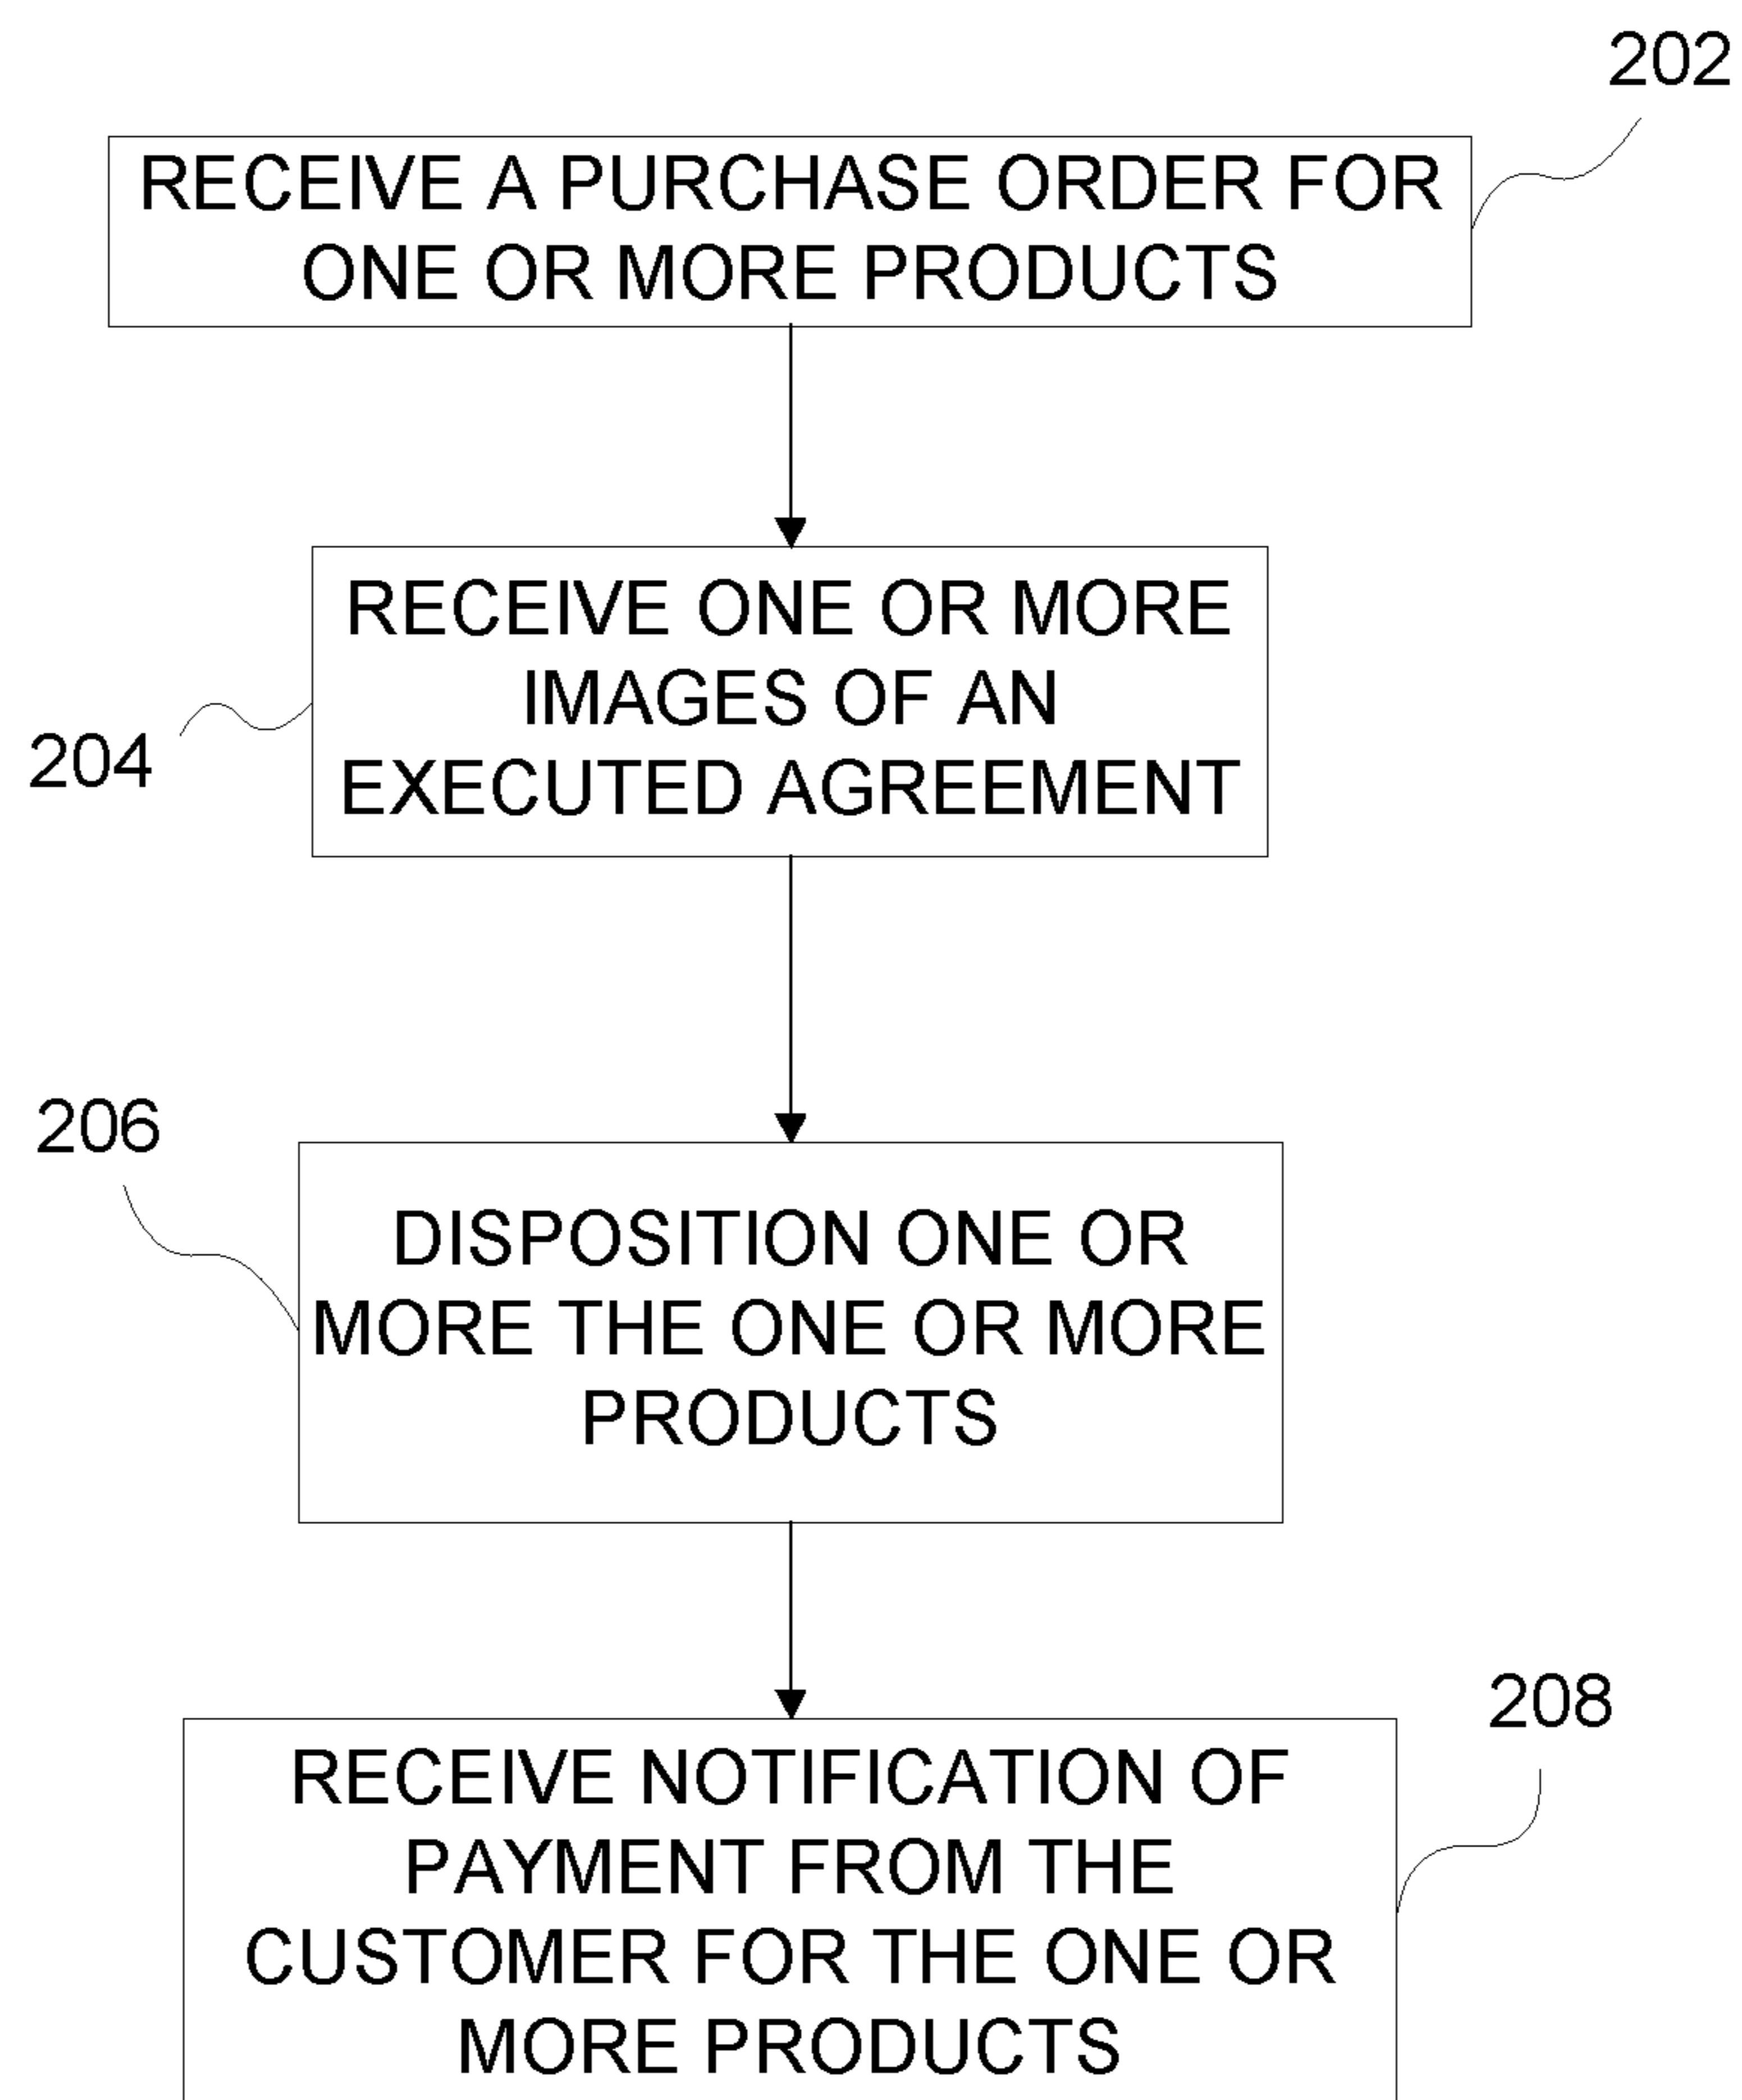 202
RECEIVE A PURCHASE ORDER FOR
ONE OR MORE PRODUCTS
RECEIVE ONE OR MORE
IMAGES OF AN
EXECUTED AGREEMENT
204
206
DISPOSITION ONE OR
MORE THE ONE OR MORE
PRODUCTS
208
RECEIVE NOTIFICATION OF
PAYMENT FROM THE
CUSTOMER FOR THE ONE OR
MORE PRODUCTS